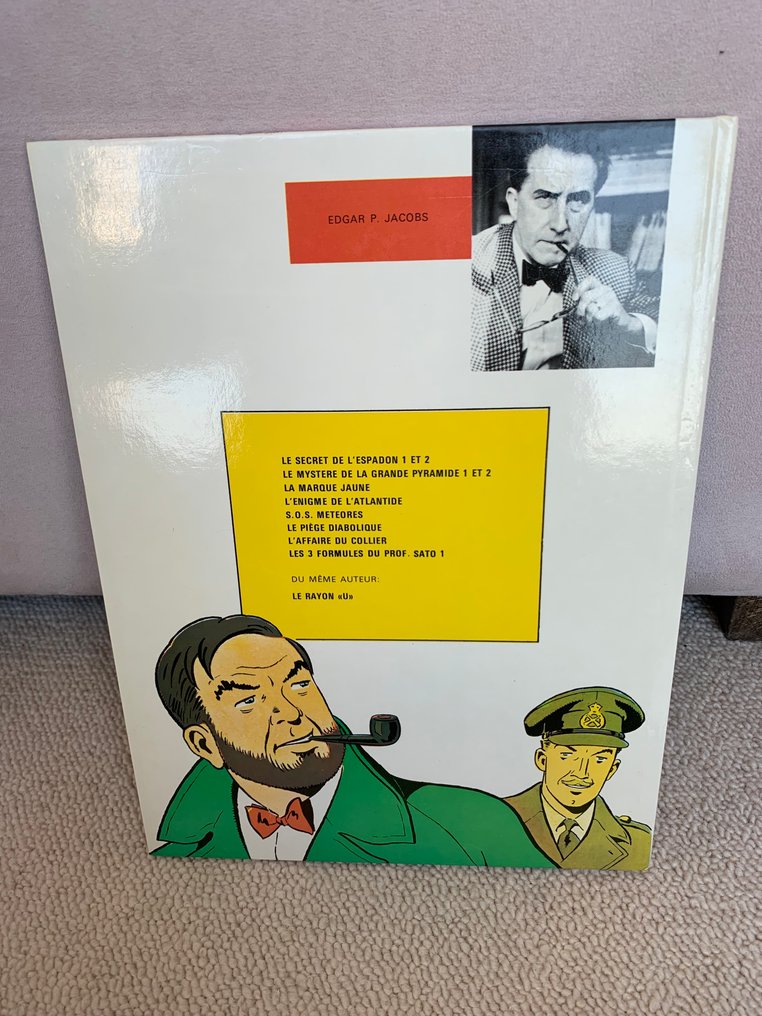 EDGAR P. JACOBS
LE SECRET DE L'ESPADON 1 ET 2
LE MYSTERE DE LA GRANDE PYRAMIDE 1 ET 2
LA MARQUE JAUNE
L'ENIGME DE L'ATLANTIDE
S.O.S. METEORES
LE PIÈGE DIABOLIQUE
L'AFFAIRE DU COLLIER
LES 3 FORMULES DU PROF. SATO 1
DU MÊME AUTEUR:
LE RAYON «U»